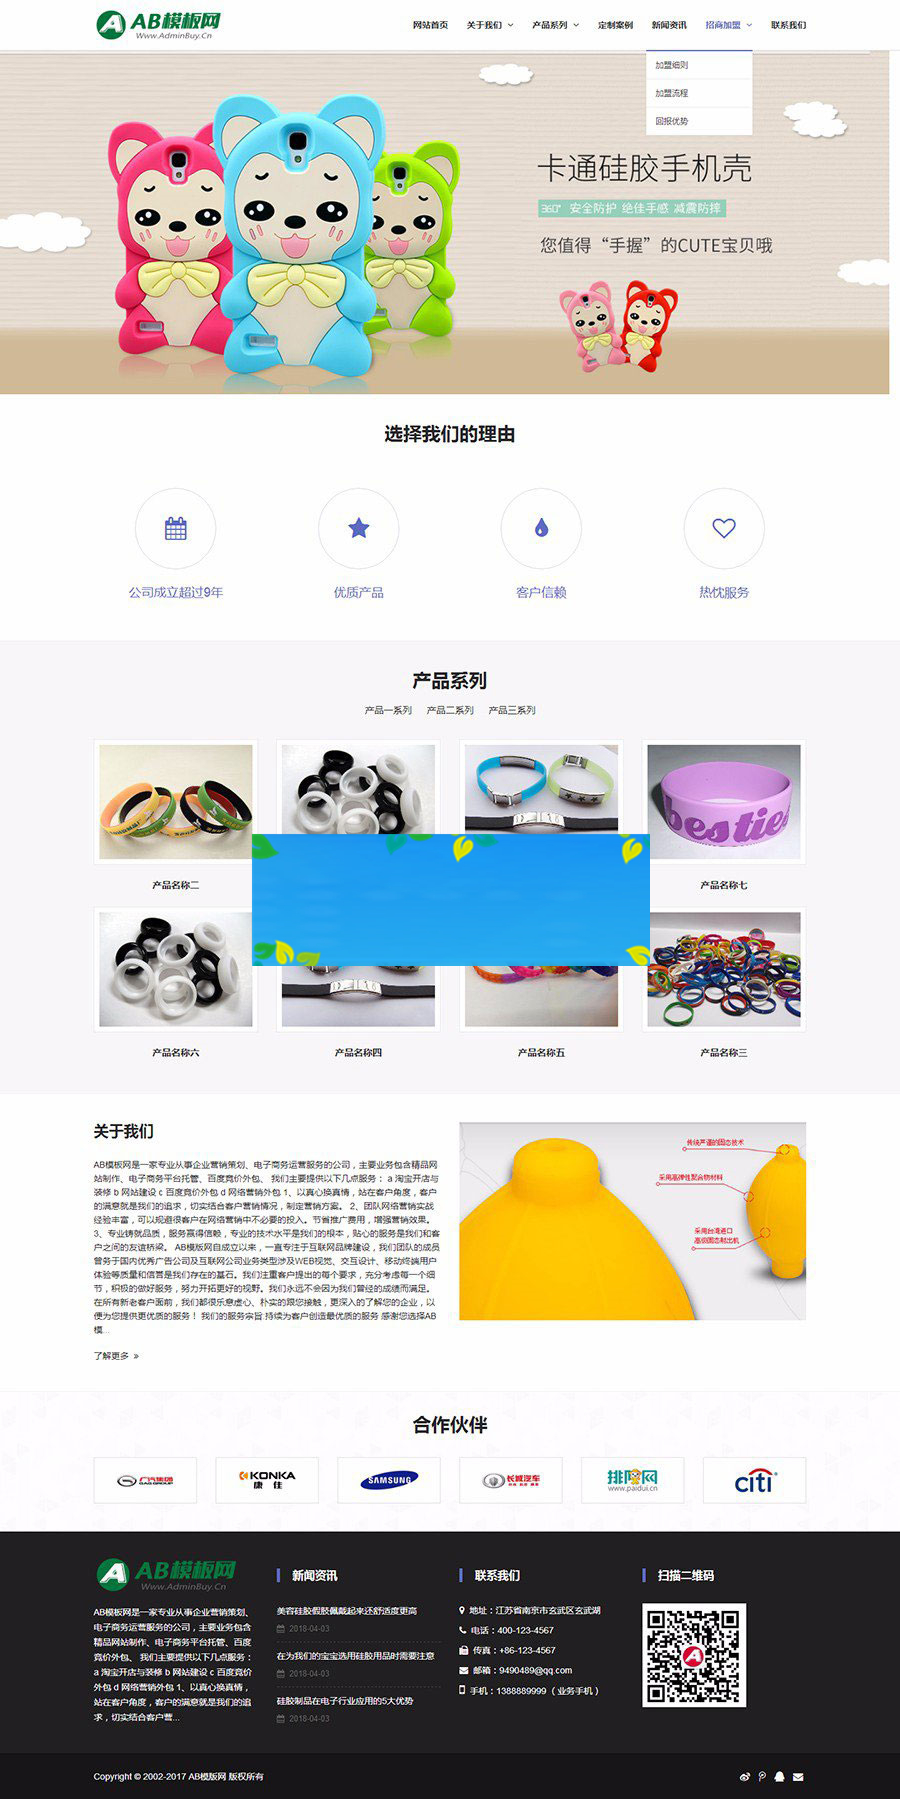 AB模板网
Www.AdminBuy.Cn
网站首页 关于我们 产品系列 定制案例 新闻资讯 招商加盟 联系我们
加盟细则
加盟流程
回报优势
卡通硅胶手机壳
360° 安全防护 绝佳手感 减震防摔
您值得“手握”的CUTE宝贝哦
选择我们的理由
公司成立超过9年 优质产品 客户信赖 热忱服务
产品系列
产品一系列 产品二系列 产品三系列
besties
产品名称二 产品名称七
产品名称六 产品名称四 产品名称五 产品名称三
关于我们
AB模板网是一家专业从事企业营销策划、电子商务运营服务的公司，主要业务包含精品网
站制作、电子商务平台托管、百度竞价外包、 我们主要提供以下几点服务： a 淘宝开店与
装修 b 网站建设 c 百度竞价外包 d 网络营销外包 1、以真心换真情，站在客户角度，客户
的满意就是我们的追求，切实结合客户营销情况，制定营销方案。 2、团队网络营销实战
经验丰富，可以规避很客户在网络营销中不必要的投入。节省推广费用，增强营销效果。
3、专业铸就品质，服务赢得信赖，专业的技术水平是我们的根本，贴心的服务是我们和客
户之间的友谊桥梁。 AB模版网自成立以来，一直专注于互联网品牌建设，我们团队的成员
曾务于国内优秀广告公司及互联网公司业务类型涉及WEB视觉、交互设计、移动终端用户
体验等质量和信誉是我们存在的基石。我们注重客户提出的每个要求，充分考虑每一个细
节，积极的做好服务，努力开拓更好的视野。我们永远不会因为我们曾经的成绩而满足。
在所有新老客户面前，我们都很乐意虚心、朴实的跟您接触，更深入的了解您的企业，以
便为您提供更优质的服务！ 我们的服务宗旨:持续为客户创造最优质的服务 感谢您选择AB
模...
了解更多 »
传统严谨的固态技术
采用高弹性聚合物材料
采用台湾进口
高级固态射出机
合作伙伴
广汽集团
GAC GROUP
KONKA
康佳
SAMSUNG
长城汽车
排队网
www.paidui.cn
citi
AB模板网
Www.AdminBuy.Cn
AB模板网是一家专业从事企业营销策划、
电子商务运营服务的公司，主要业务包含
精品网站制作、电子商务平台托管、百度
竞价外包、 我们主要提供以下几点服务：
a 淘宝开店与装修 b 网站建设 c 百度竞价
外包 d 网络营销外包 1、以真心换真情，
站在客户角度，客户的满意就是我们的追
求，切实结合客户营...
新闻资讯
美容硅胶假肢佩戴起来还舒适度更高
2018-04-03
在为我们的宝宝选用硅胶用品时需要注意
2018-04-03
硅胶制品在电子行业应用的5大优势
2018-04-03
联系我们
地址：江苏省南京市玄武区玄武湖
电话：400-123-4567
传真：+86-123-4567
邮箱：9490489@qq.com
手机：1388889999（ 业务手机 ）
扫描二维码
Copyright © 2002-2017 AB模版网 版权所有